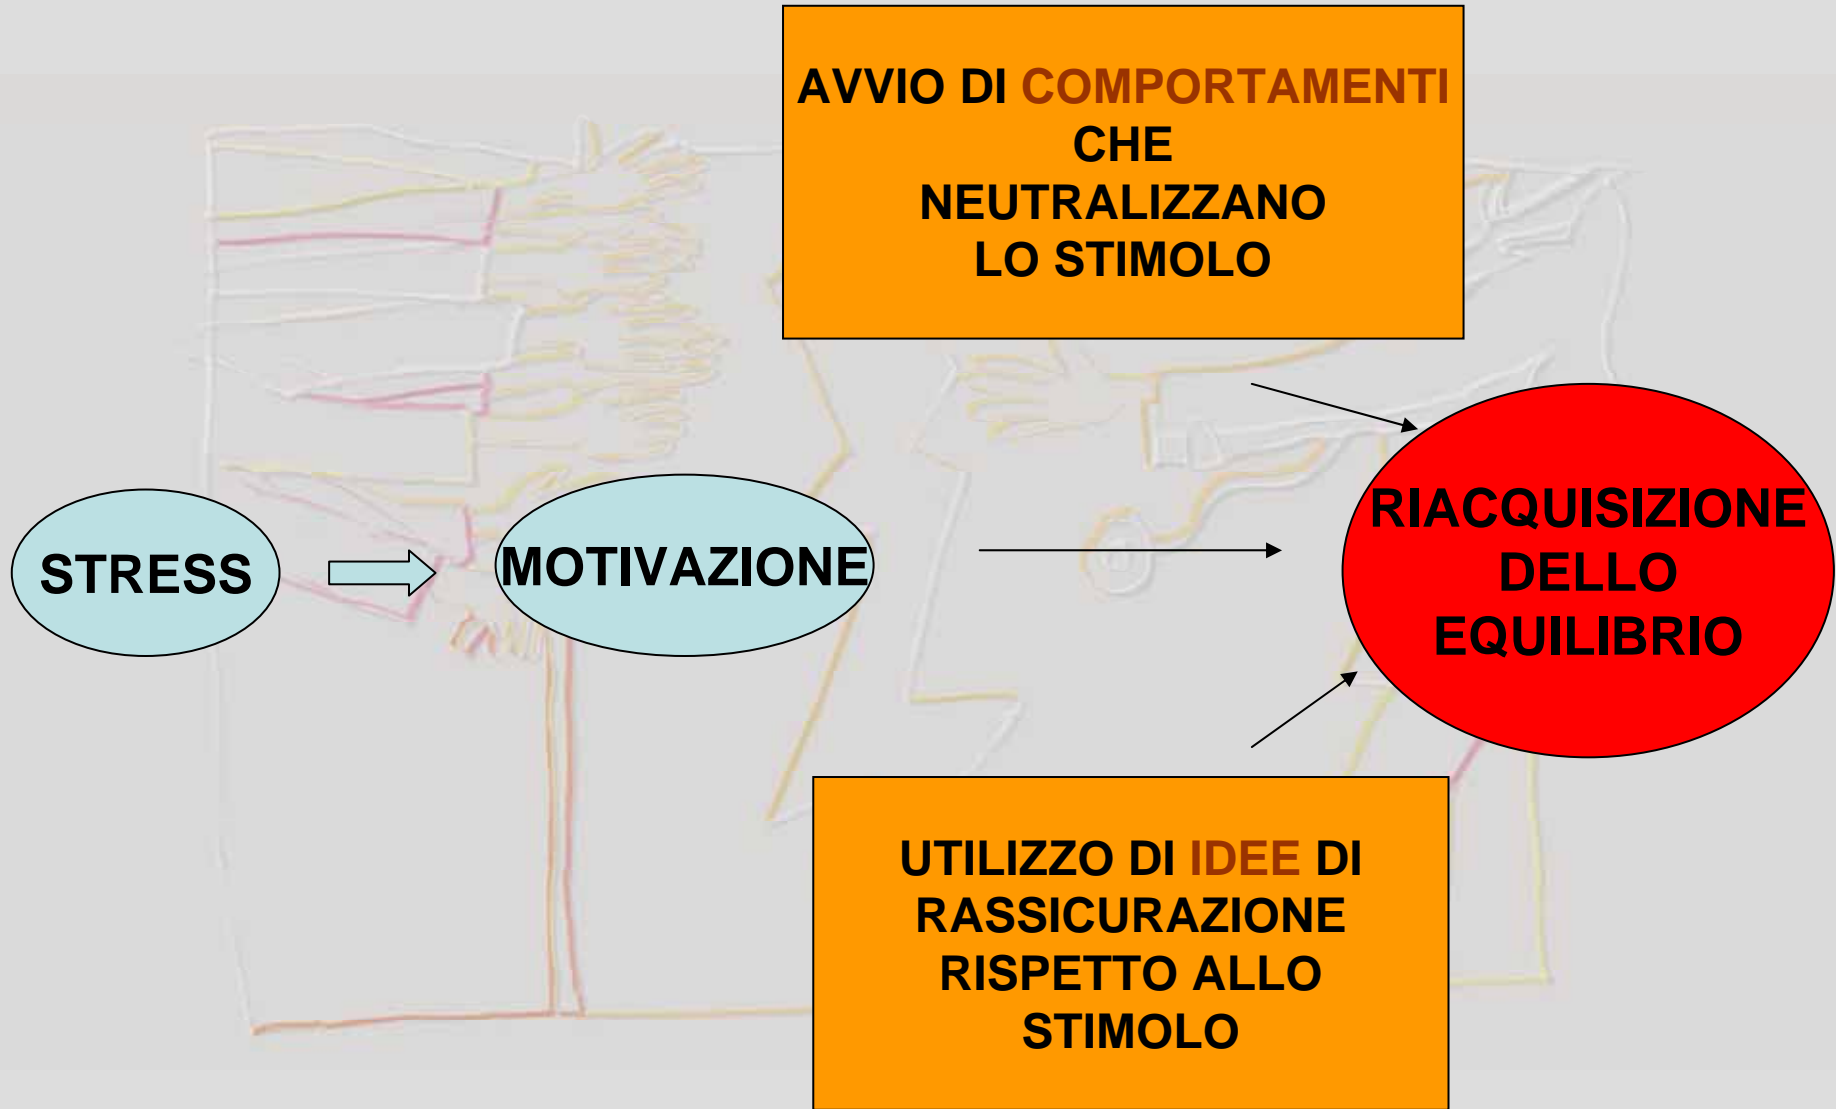 AVVIO DI COMPORTAMENTI
CHE
NEUTRALIZZANO
LO STIMOLO
STRESS
MOTIVAZIONE
RIACQUISIZIONE
DELLO
EQUILIBRIO
UTILIZZO DI IDEE DI
RASSICURAZIONE
RISPETTO ALLO
STIMOLO